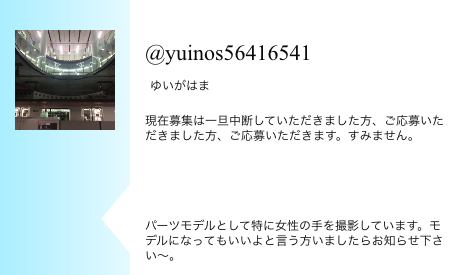 @yuinos56416541
ゆいがはま
現在募集は一旦中断していただきました方、ご応募いた
だきました方、ご応募いただきます。すみません。
パーツモデルとして特に女性の手を撮影しています。モ
デルになってもいいよと言う方いましたらお知らせ下さ
い〜。